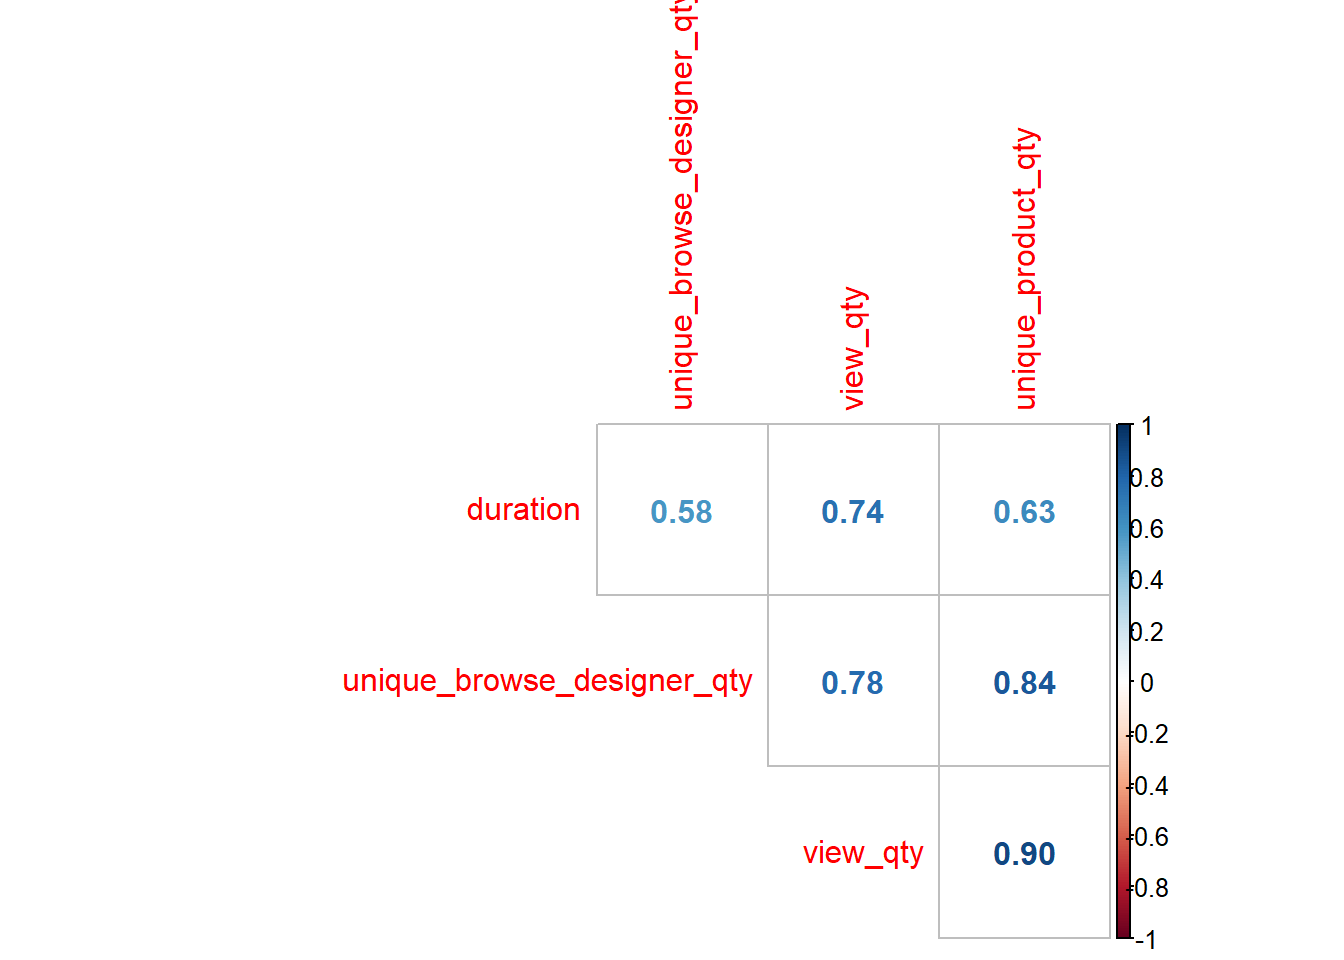 unique_browse_designer_qty
view_qty
unique_product_qty
duration 0.58 0.74 0.63
unique_browse_designer_qty 0.78 0.84
view_qty 0.90
1
0.8
0.6
0.4
0.2
0
-0.2
-0.4
-0.6
-0.8
-1